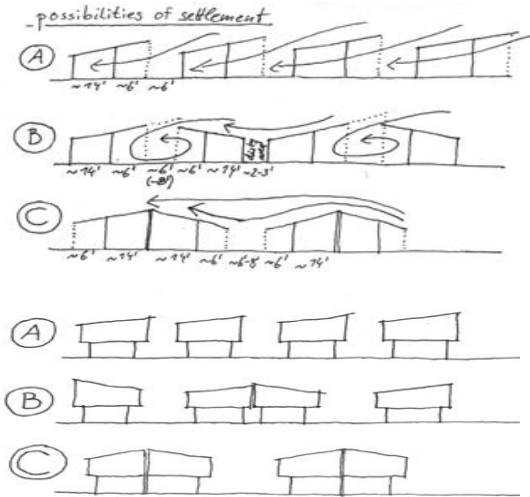 possibilities of settlement
A
~14' ~6' ~6'
B
~14' ~6' ~6' ~6' ~14' ~2-3'
(-8')
C
~6' ~14' ~14' ~6' ~6'-8' ~6' ~14'
A
B
C